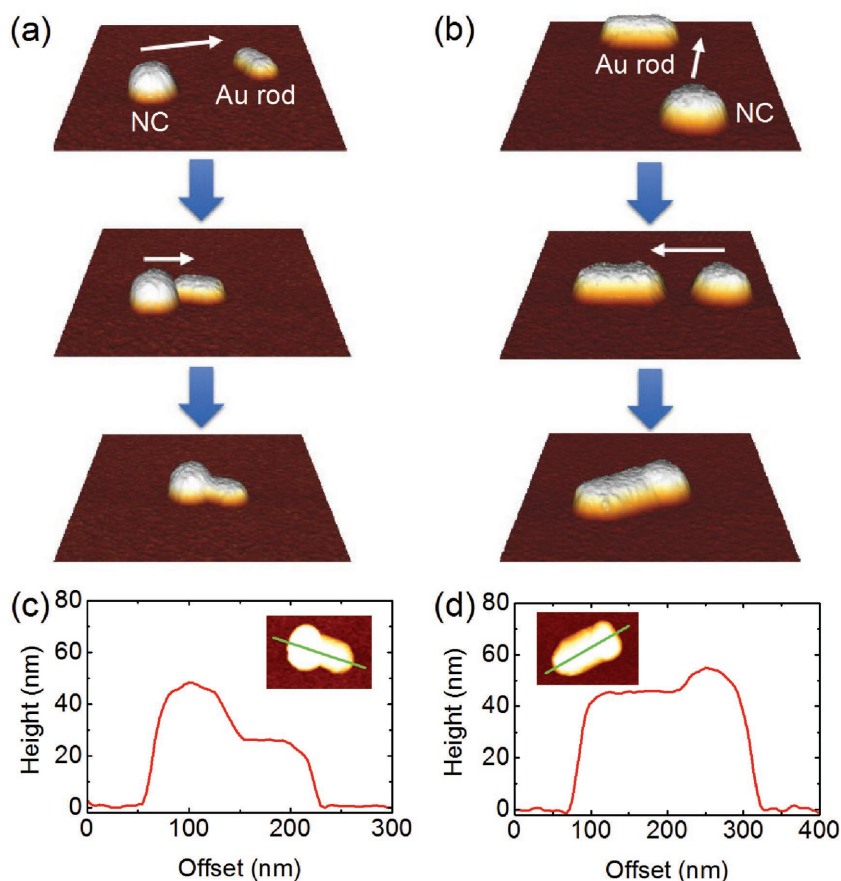 (a)
Au rod
NC
(b)
Au rod
NC
(c)
80
60
40
20
0
Height (nm)
0 100 200 300
Offset (nm)
(d)
80
60
40
20
0
Height (nm)
0 100 200 300 400
Offset (nm)